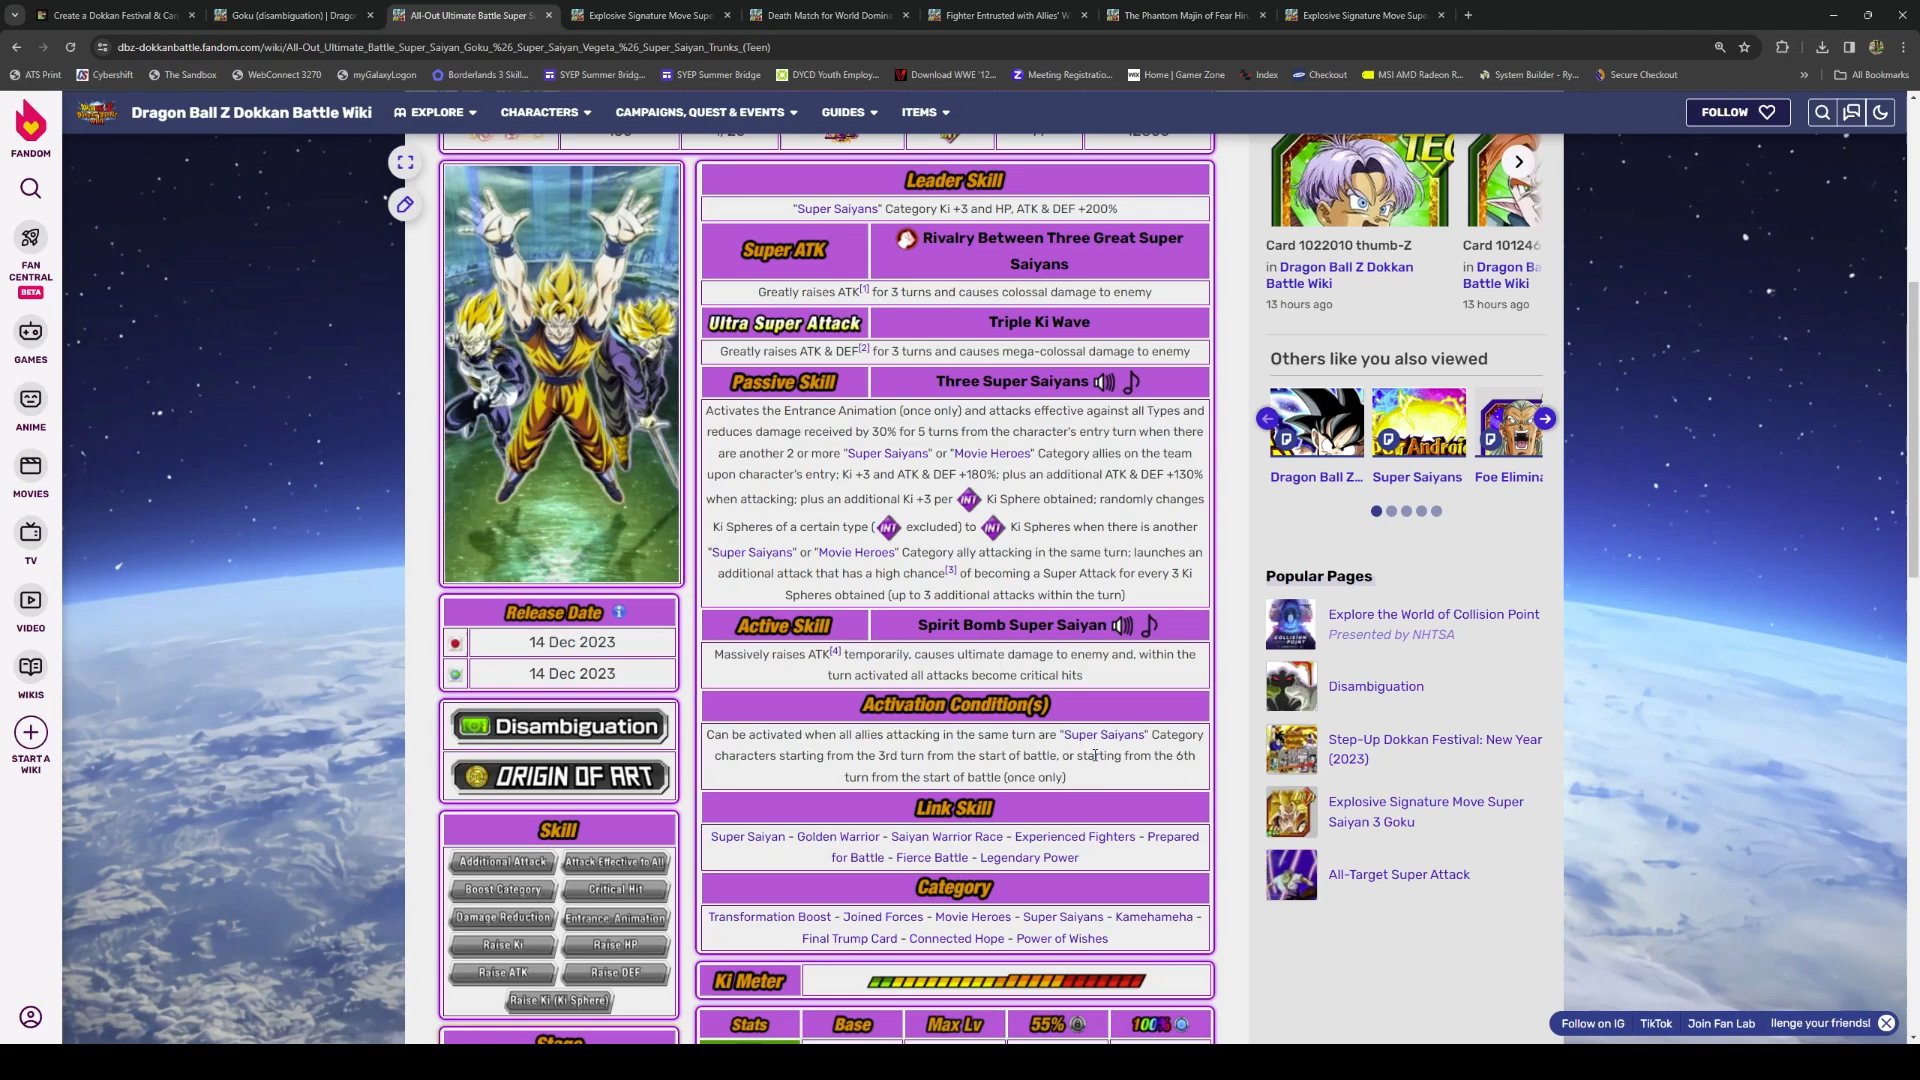 Create a Dokkan Festival & Car
Goku (disambiguation) | Drago
All-Out Ultimate Battle Super S
Explosive Signature Move Supe
Death Match for World Domina
Fighter Entrusted with Allies' W
The Phantom Majin of Fear Hiru
Explosive Signature Move Supe
dbz-dokkanbattle.fandom.com/wiki/All-Out_Ultimate_Battle_Super_Saiyan_Goku_%26_Super_Saiyan_Vegeta_%26_Super_Saiyan_Trunks_(Teen)
ATS Print
Cybershift
The Sandbox
WebConnect 3270
myGalaxyLogon
Borderlands 3 Skill...
SYEP Summer Bridg...
SYEP Summer Bridge
DYCD Youth Employ...
Download WWE '12...
Meeting Registratio...
Home | Gamer Zone
Index
Checkout
MSI AMD Radeon R...
System Builder - Ry...
Secure Checkout
All Bookmarks
Dragon Ball Z Dokkan Battle Wiki
EXPLORE
CHARACTERS
CAMPAIGNS, QUEST & EVENTS
GUIDES
ITEMS
FOLLOW
FANDOM
FAN
CENTRAL
BETA
GAMES
ANIME
MOVIES
TV
VIDEO
WIKIS
START A
WIKI
Leader Skill
"Super Saiyans" Category Ki +3 and HP, ATK & DEF +200%
Super ATK
Rivalry Between Three Great Super
Saiyans
Greatly raises ATK[1] for 3 turns and causes colossal damage to enemy
Ultra Super Attack
Triple Ki Wave
Greatly raises ATK & DEF[2] for 3 turns and causes mega-colossal damage to enemy
Passive Skill
Three Super Saiyans
Activates the Entrance Animation (once only) and attacks effective against all Types and
reduces damage received by 30% for 5 turns from the character's entry turn when there
are another 2 or more "Super Saiyans" or "Movie Heroes" Category allies on the team
upon character's entry; Ki +3 and ATK & DEF +180%; plus an additional ATK & DEF +130%
when attacking; plus an additional Ki +3 per INT Ki Sphere obtained; randomly changes
Ki Spheres of a certain type (INT excluded) to INT Ki Spheres when there is another
"Super Saiyans" or "Movie Heroes" Category ally attacking in the same turn; launches an
additional attack that has a high chance[3] of becoming a Super Attack for every 3 Ki
Spheres obtained (up to 3 additional attacks within the turn)
Active Skill
Spirit Bomb Super Saiyan
Massively raises ATK[4] temporarily, causes ultimate damage to enemy and, within the
turn activated all attacks become critical hits
Activation Condition(s)
Can be activated when all allies attacking in the same turn are "Super Saiyans" Category
characters starting from the 3rd turn from the start of battle, or starting from the 6th
turn from the start of battle (once only)
Link Skill
Super Saiyan - Golden Warrior - Saiyan Warrior Race - Experienced Fighters - Prepared
for Battle - Fierce Battle - Legendary Power
Category
Transformation Boost - Joined Forces - Movie Heroes - Super Saiyans - Kamehameha -
Final Trump Card - Connected Hope - Power of Wishes
Ki Meter
Stats
Base
Max Lv
55%
100%
Release Date
14 Dec 2023
14 Dec 2023
Disambiguation
ORIGIN OF ART
Skill
Additional Attack
Attack Effective to All
Boost Category
Critical Hit
Damage Reduction
Entrance Animation
Raise Ki
Raise HP
Raise ATK
Raise DEF
Raise Ki (Ki Sphere)
TEC
Card 1022010 thumb-Z
in Dragon Ball Z Dokkan
Battle Wiki
13 hours ago
Card 101246
in Dragon Ba
Battle Wiki
13 hours ago
Others like you also viewed
Dragon Ball Z...
Super Saiyans
Foe Elimina
Popular Pages
Explore the World of Collision Point
Presented by NHTSA
Disambiguation
Step-Up Dokkan Festival: New Year
(2023)
Explosive Signature Move Super
Saiyan 3 Goku
All-Target Super Attack
Follow on IG
TikTok
Join Fan Lab
llenge your friends!